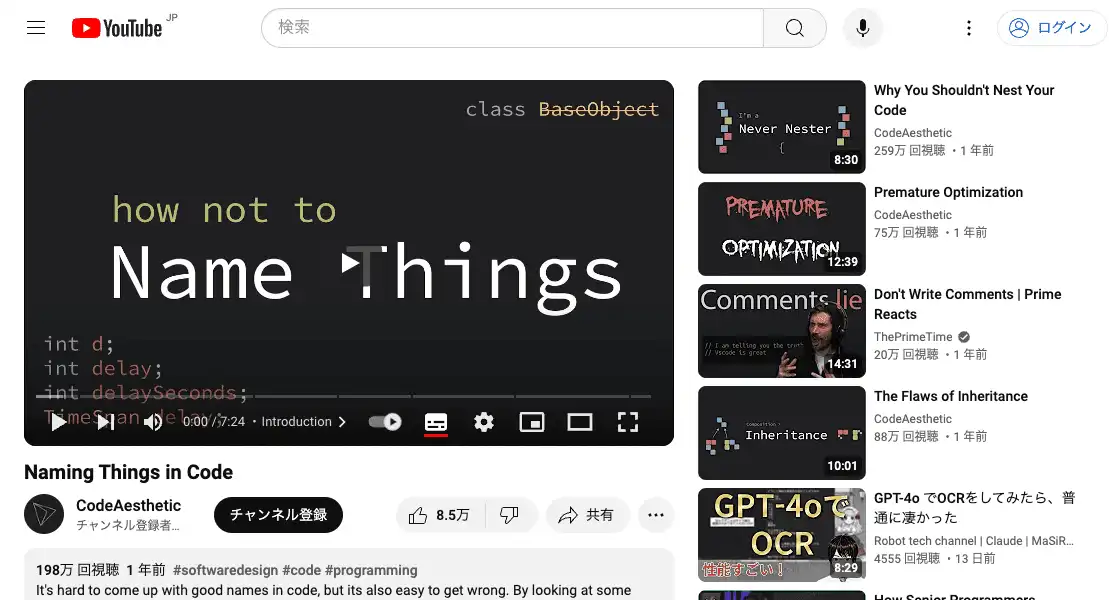 YouTube JP
検索
ログイン
class BaseObject
how not to
Name Things
int d;
int delay;
int delaySeconds;
TimeSpan delay;
0:00 / 7:24 ・ Introduction
Naming Things in Code
CodeAesthetic
チャンネル登録者...
チャンネル登録
8.5万
共有
198万 回視聴 1 年前 #softwaredesign #code #programming
It's hard to come up with good names in code, but its also easy to get wrong. By looking at some
I'm a
Never Nester
{
8:30
Why You Shouldn't Nest Your
Code
CodeAesthetic
259万 回視聴 ・1 年前
PREMATURE
OPTIMIZATION
12:39
Premature Optimization
CodeAesthetic
75万 回視聴 ・1 年前
Comments lie
// I am telling you the truth
// Vscode is great
14:31
Don't Write Comments | Prime
Reacts
ThePrimeTime
20万 回視聴 ・1 年前
Inheritance
10:01
The Flaws of Inheritance
CodeAesthetic
88万 回視聴 ・1 年前
GPT-4oで
OCR
性能すごい！
8:29
GPT-4o でOCRをしてみたら、普
通に凄かった
Robot tech channel | Claude | MaSiR...
4555 回視聴 ・13 日前
How Senior Programmers